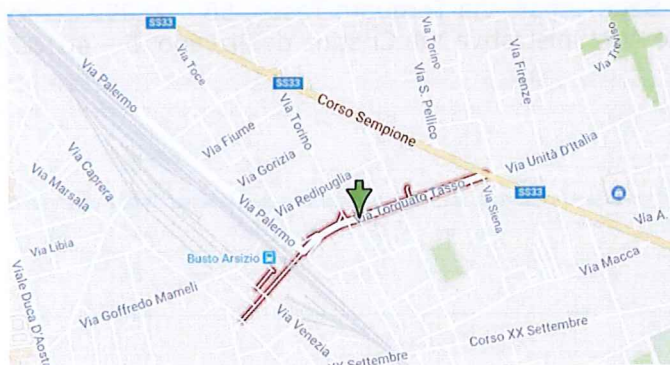 SS33
Via Torino
Via Palermo
Via Toce
SS33
Via S. Pellico
Via Firenze
Corso Sempione
Via Torino
Via Fiume
Via Caprera
Via Marsala
Via Gorizia
Via Unità D'Italia
Via Redipuglia
Via Torquato Tasso
SS33
Via Siena
Via Palermo
Via A.
Via Libia
Busto Arsizio
Via Macca
Viale Duca D'Aosta
Via Goffredo Mameli
Via Venezia
Corso XX Settembre
XX Settembre